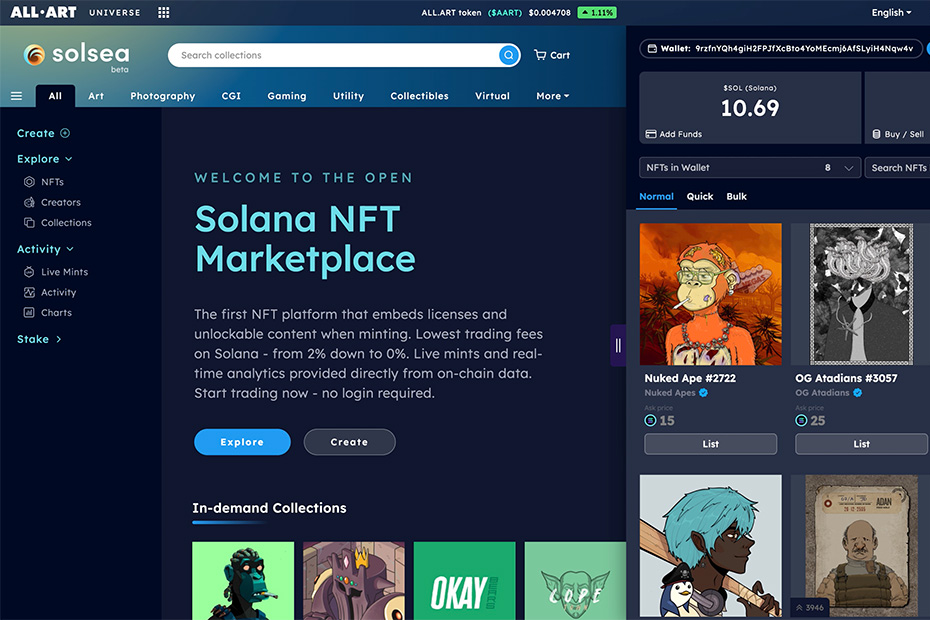 ALL•ART UNIVERSE
ALL.ART token ($AART) $0.004708 1.11%
English
solsea
beta
Search collections
Cart
All Art Photography CGI Gaming Utility Collectibles Virtual More
Create
Explore
NFTs
Creators
Collections
Activity
Live Mints
Activity
Charts
Stake
WELCOME TO THE OPEN
Solana NFT
Marketplace
The first NFT platform that embeds licenses and
unlockable content when minting. Lowest trading fees
on Solana - from 2% down to 0%. Live mints and real-
time analytics provided directly from on-chain data.
Start trading now - no login required.
Explore Create
In-demand Collections
OKAY
COPE
Wallet: 9rzfnYQh4giH2FPJfXcBto4YoMEcmj6AfSLyiH4Nqw4v
$SOL (Solana)
10.69
Add Funds
Buy / Sell
NFTs in Wallet 8
Search NFTs
Normal Quick Bulk
Nuked Ape #2722
Nuked Apes
Ask price
15
List
OG Atadians #3057
OG Atadians
Ask price
25
List
ADAN
3946